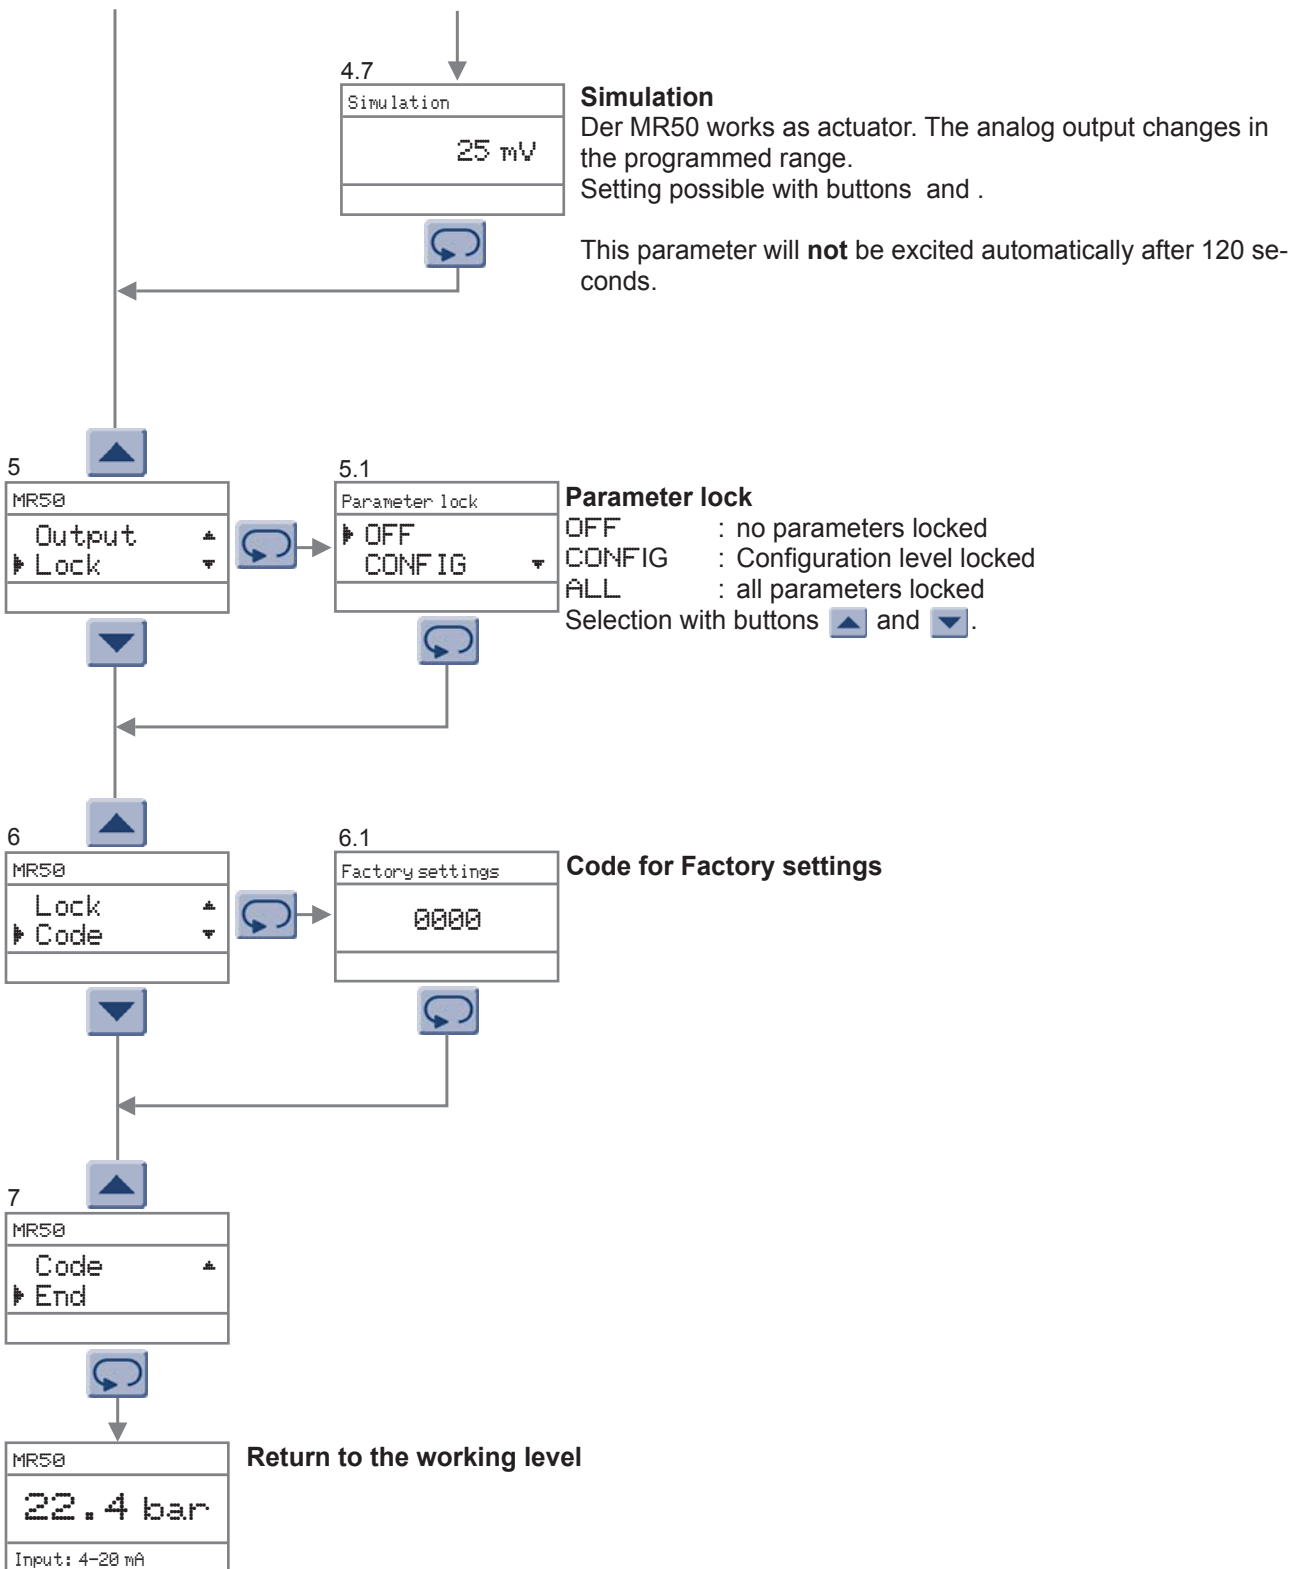 4.7
Simulation
25 mV
Simulation
Der MR50 works as actuator. The analog output changes in
the programmed range.
Setting possible with buttons  and .
This parameter will not be excited automatically after 120 se-
conds.
5
MR50
Output
Lock
5.1
Parameter lock
OFF
CONFIG
Parameter lock
OFF : no parameters locked
CONFIG : Configuration level locked
ALL : all parameters locked
Selection with buttons and .
6
MR50
Lock
Code
6.1
Factory settings
0000
Code for Factory settings
7
MR50
Code
End
MR50
22.4 bar
Input: 4-20 mA
Return to the working level